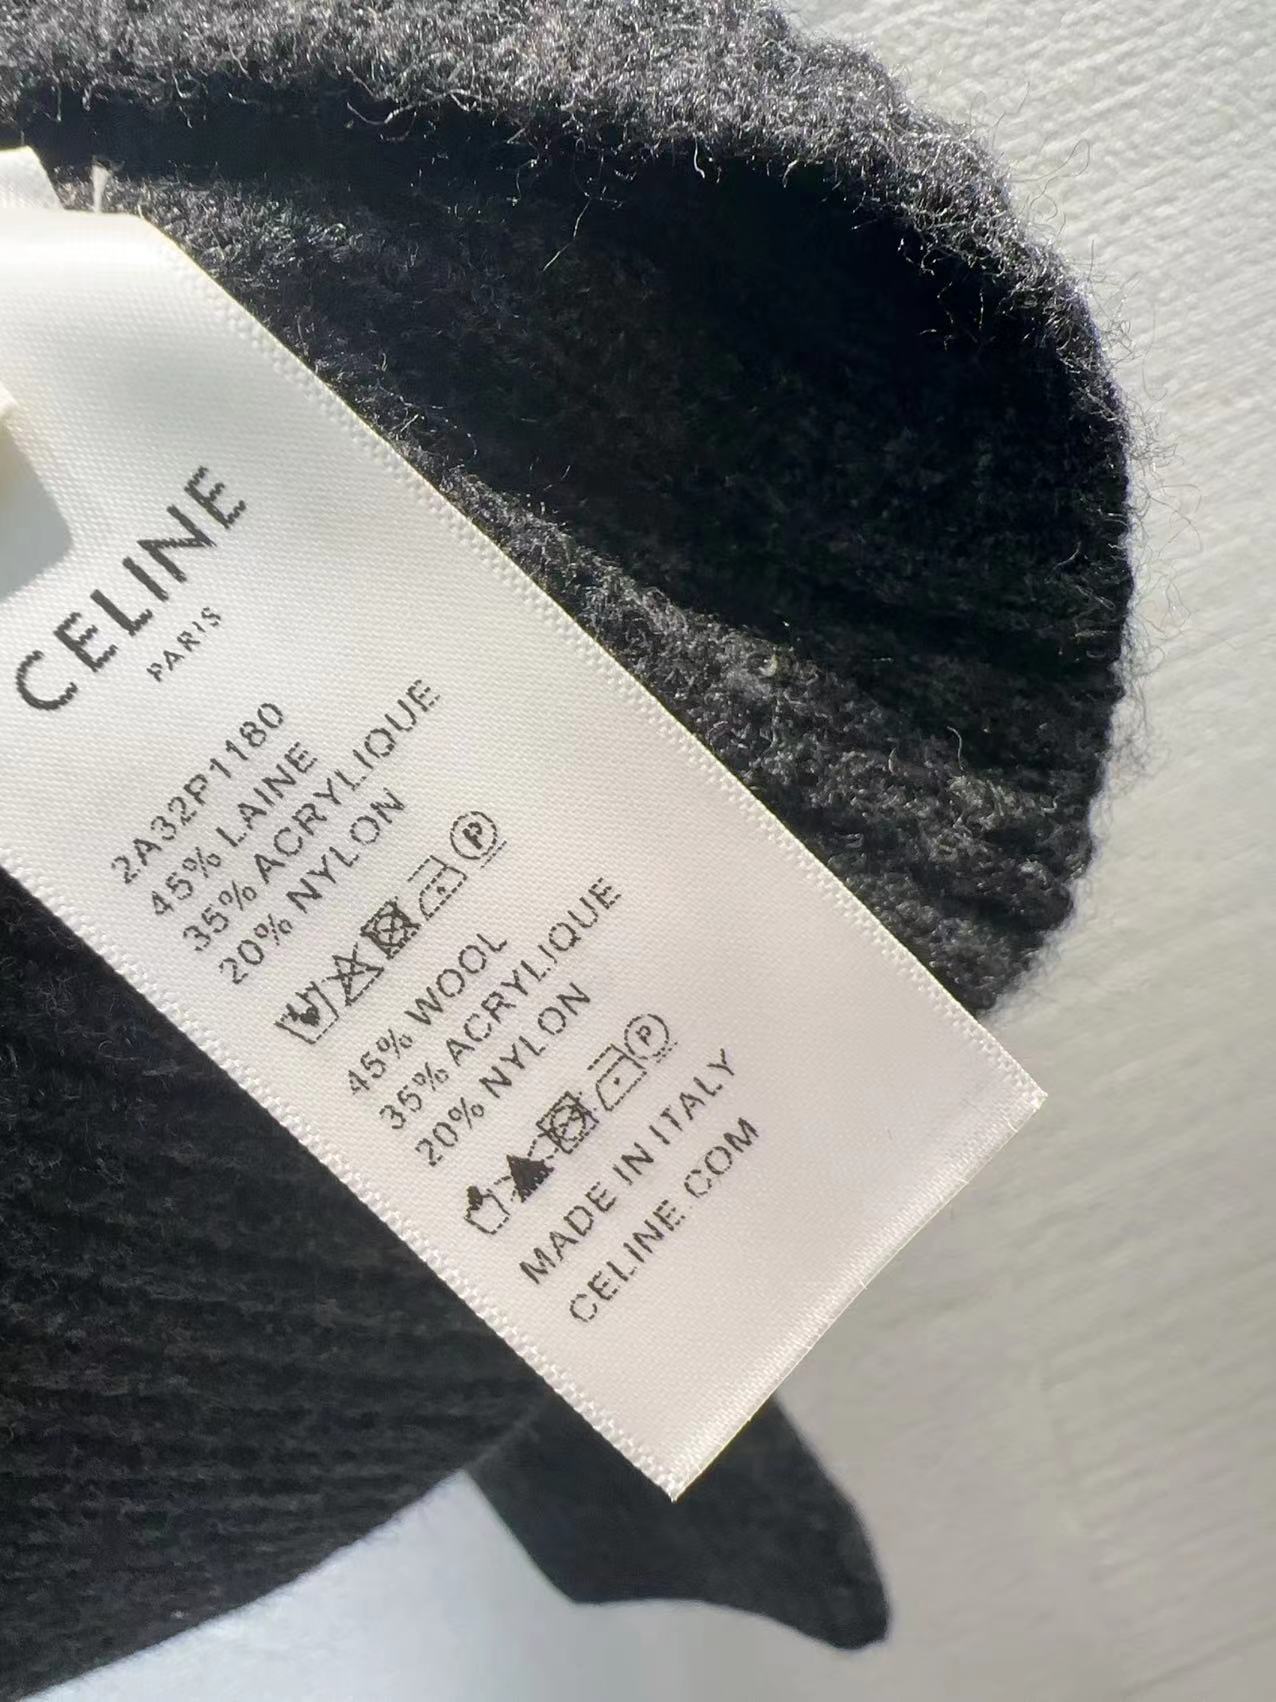 CELINE
PARIS
2A32P1180
45% LAINE
35% ACRYLIQUE
20% NYLON
P
45% WOOL
35% ACRYLIQUE
20% NYLON
P
MADE IN ITALY
CELINE.COM